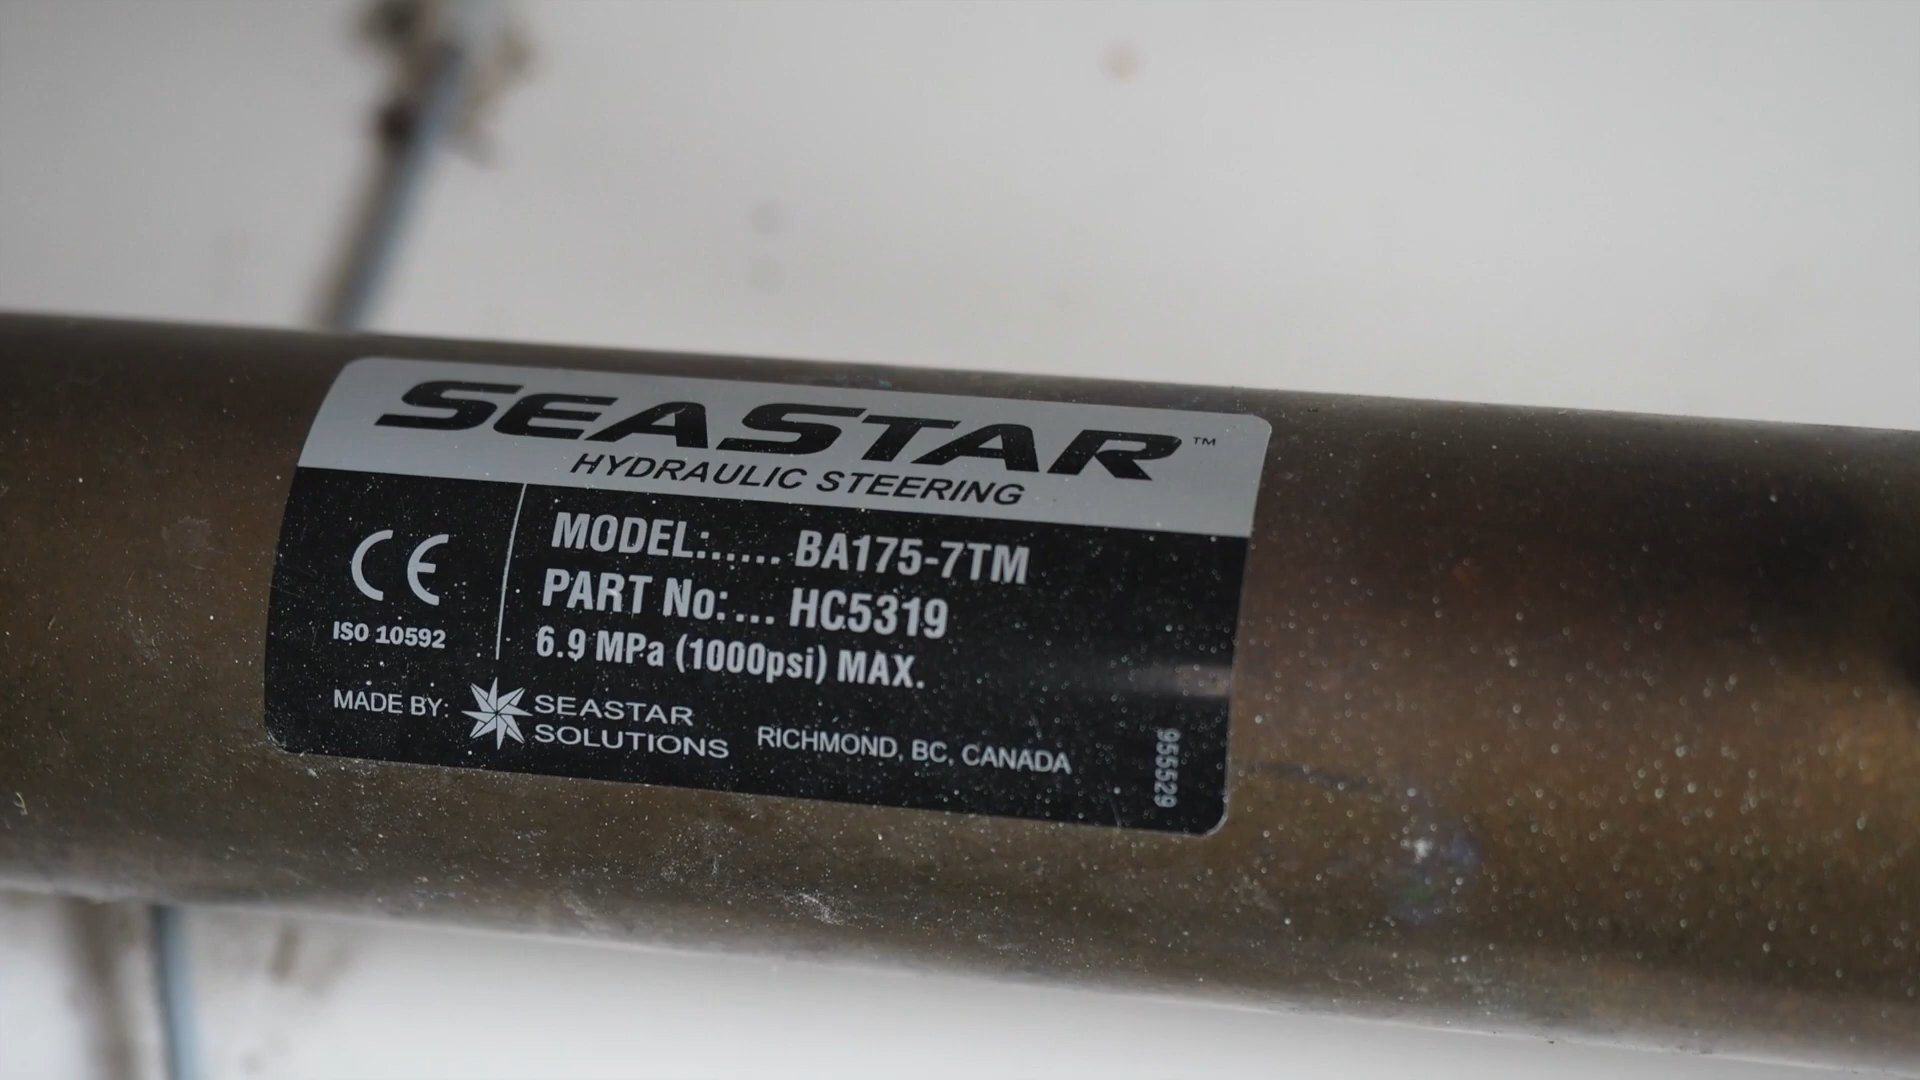 SEASTAR™
HYDRAULIC STEERING
CE
ISO 10592
MODEL:..... BA175-7TM
PART No:... HC5319
6.9 MPa (1000psi) MAX.
MADE BY: SEASTAR SOLUTIONS RICHMOND, BC, CANADA
955529